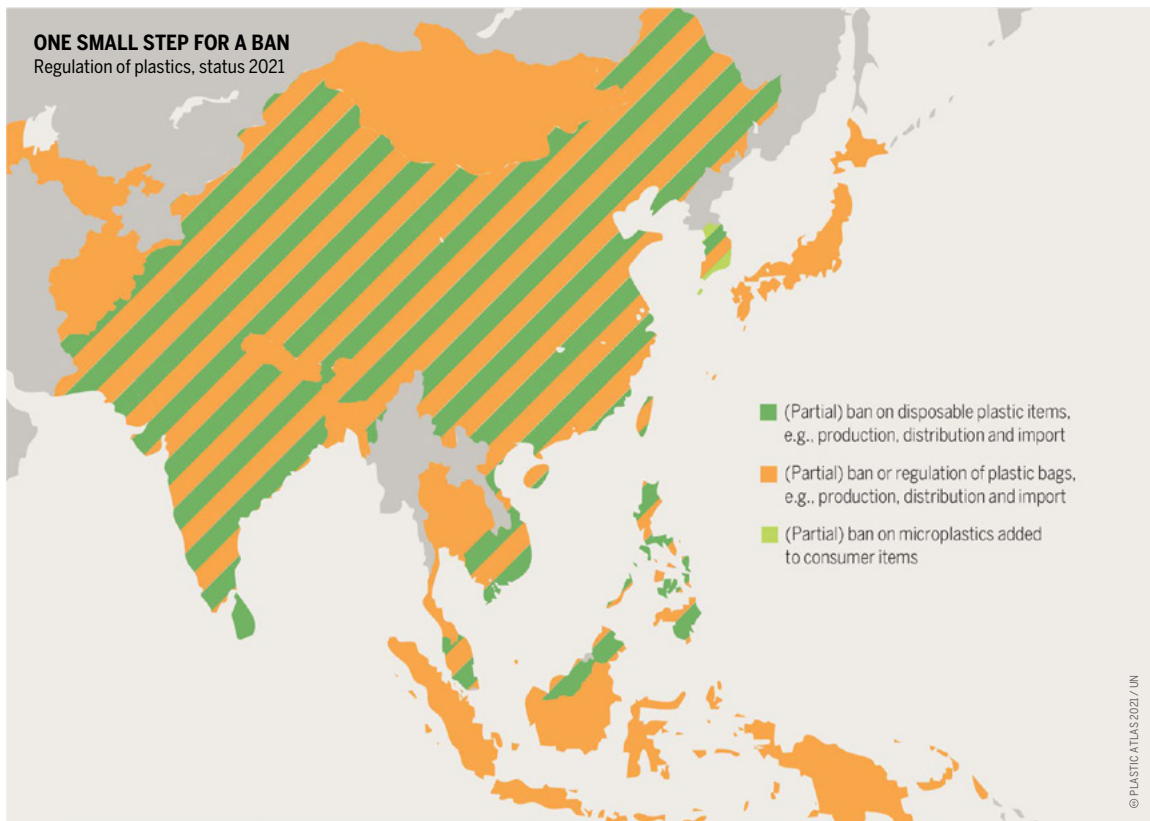 ONE SMALL STEP FOR A BAN
Regulation of plastics, status 2021
(Partial) ban on disposable plastic items,
e.g., production, distribution and import
(Partial) ban or regulation of plastic bags,
e.g., production, distribution and import
(Partial) ban on microplastics added
to consumer items
© PLASTIC ATLAS 2021 / UN